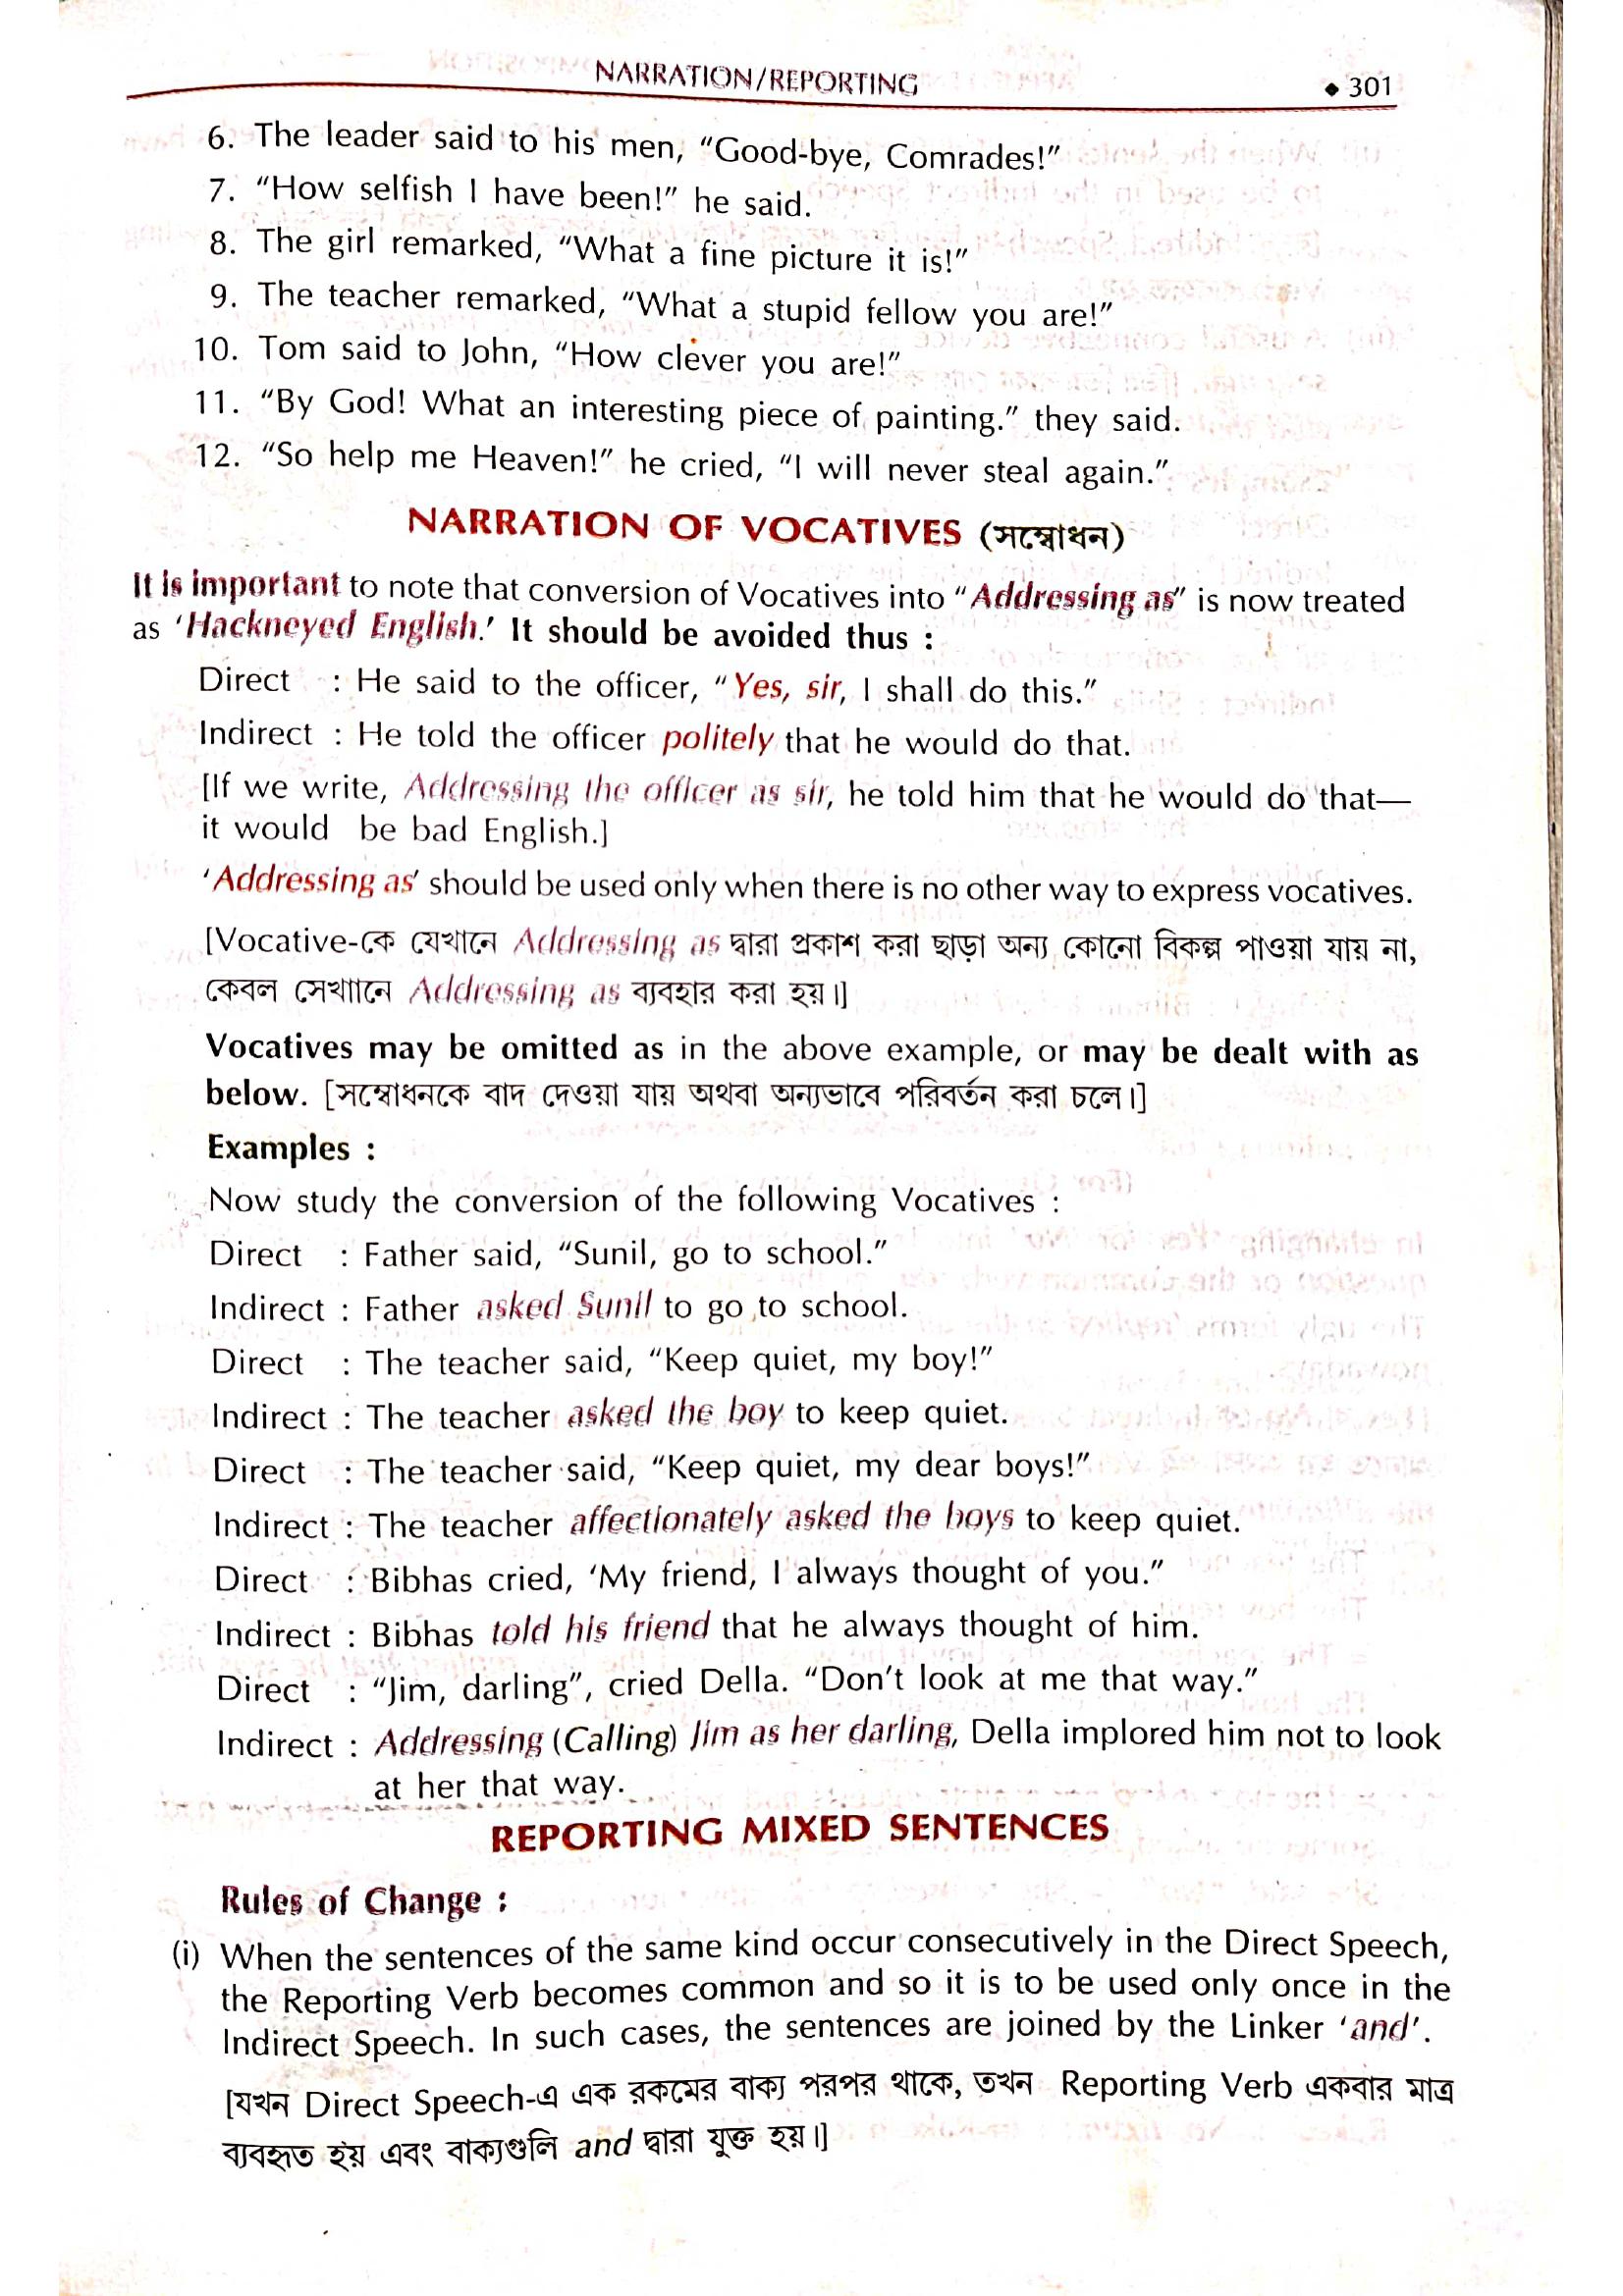 NARRATION/REPORTING ◆ 301
6. The leader said to his men, “Good-bye, Comrades!”
7. “How selfish I have been!” he said.
8. The girl remarked, “What a fine picture it is!”
9. The teacher remarked, “What a stupid fellow you are!”
10. Tom said to John, “How clever you are!”
11. “By God! What an interesting piece of painting.” they said.
12. “So help me Heaven!” he cried, “I will never steal again.”
NARRATION OF VOCATIVES (সম্বোধন)
It is important to note that conversion of Vocatives into “Addressing as” is now treated
as ‘Hackneyed English.’ It should be avoided thus :
Direct : He said to the officer, “Yes, sir, I shall do this.”
Indirect : He told the officer politely that he would do that.
[If we write, Addressing the officer as sir, he told him that he would do that—
it would be bad English.]
‘Addressing as’ should be used only when there is no other way to express vocatives.
[Vocative-কে যেখানে Addressing as দ্বারা প্রকাশ করা ছাড়া অন্য কোনো বিকল্প পাওয়া যায় না,
কেবল সেখাানে Addressing as ব্যবহার করা হয়।]
Vocatives may be omitted as in the above example, or may be dealt with as
below. [সম্বোধনকে বাদ দেওয়া যায় অথবা অন্যভাবে পরিবর্তন করা চলে।]
Examples :
Now study the conversion of the following Vocatives :
Direct : Father said, “Sunil, go to school.”
Indirect : Father asked Sunil to go to school.
Direct : The teacher said, “Keep quiet, my boy!”
Indirect : The teacher asked the boy to keep quiet.
Direct : The teacher said, “Keep quiet, my dear boys!”
Indirect : The teacher affectionately asked the boys to keep quiet.
Direct : Bibhas cried, ‘My friend, I always thought of you.”
Indirect : Bibhas told his friend that he always thought of him.
Direct : “Jim, darling”, cried Della. “Don’t look at me that way.”
Indirect : Addressing (Calling) Jim as her darling, Della implored him not to look
at her that way.
REPORTING MIXED SENTENCES
Rules of Change :
(i) When the sentences of the same kind occur consecutively in the Direct Speech,
the Reporting Verb becomes common and so it is to be used only once in the
Indirect Speech. In such cases, the sentences are joined by the Linker ‘and’.
[যখন Direct Speech-এ এক রকমের বাক্য পরপর থাকে, তখন Reporting Verb একবার মাত্র
ব্যবহৃত হয় এবং বাক্যগুলি and দ্বারা যুক্ত হয়।]